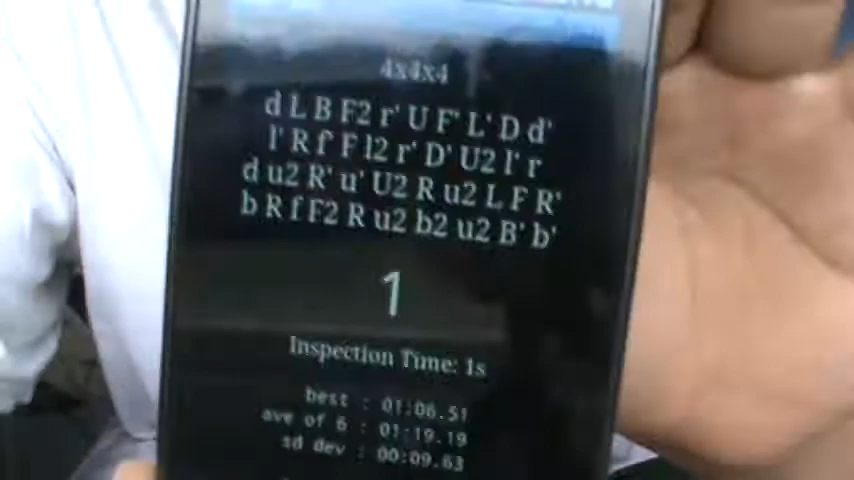 4x4x4
d L B F2 r' U F' L' D d'
l' R f' F l2 r' D' U2 l' r
d u2 R' u' U2 R u2 L F R'
b R f F2 R u2 b2 u2 B' b'
1
Inspection Time: 1s
best : 01:06.51
ave of 6 : 01:19.19
sd dev : 00:09.63